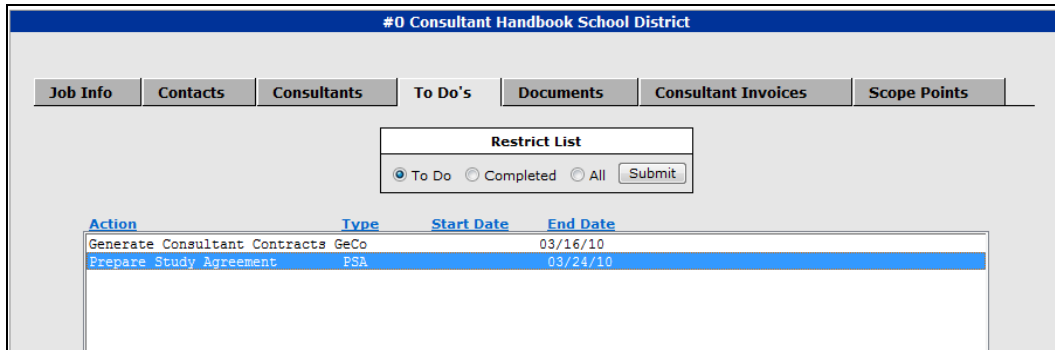 #0 Consultant Handbook School District
Job Info Contacts Consultants To Do's Documents Consultant Invoices Scope Points
Restrict List
To Do Completed All Submit
Action Type Start Date End Date
Generate Consultant Contracts GeCo 03/16/10
Prepare Study Agreement PSA 03/24/10